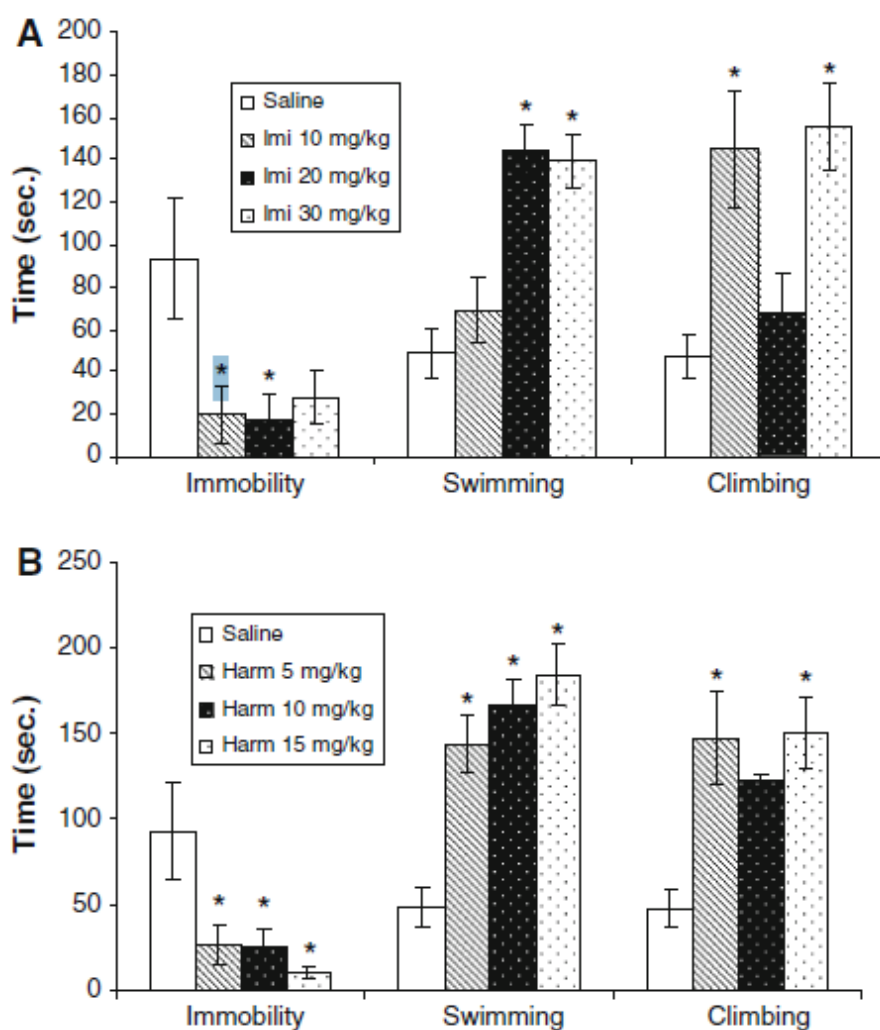 A
200
180
160
140
120
100
80
60
40
20
0
Time (sec.)
Saline
Imi 10 mg/kg
Imi 20 mg/kg
Imi 30 mg/kg
* * * * * *
Immobility Swimming Climbing
B
250
200
150
100
50
0
Time (sec.)
Saline
Harm 5 mg/kg
Harm 10 mg/kg
Harm 15 mg/kg
* * * * * * * *
Immobility Swimming Climbing